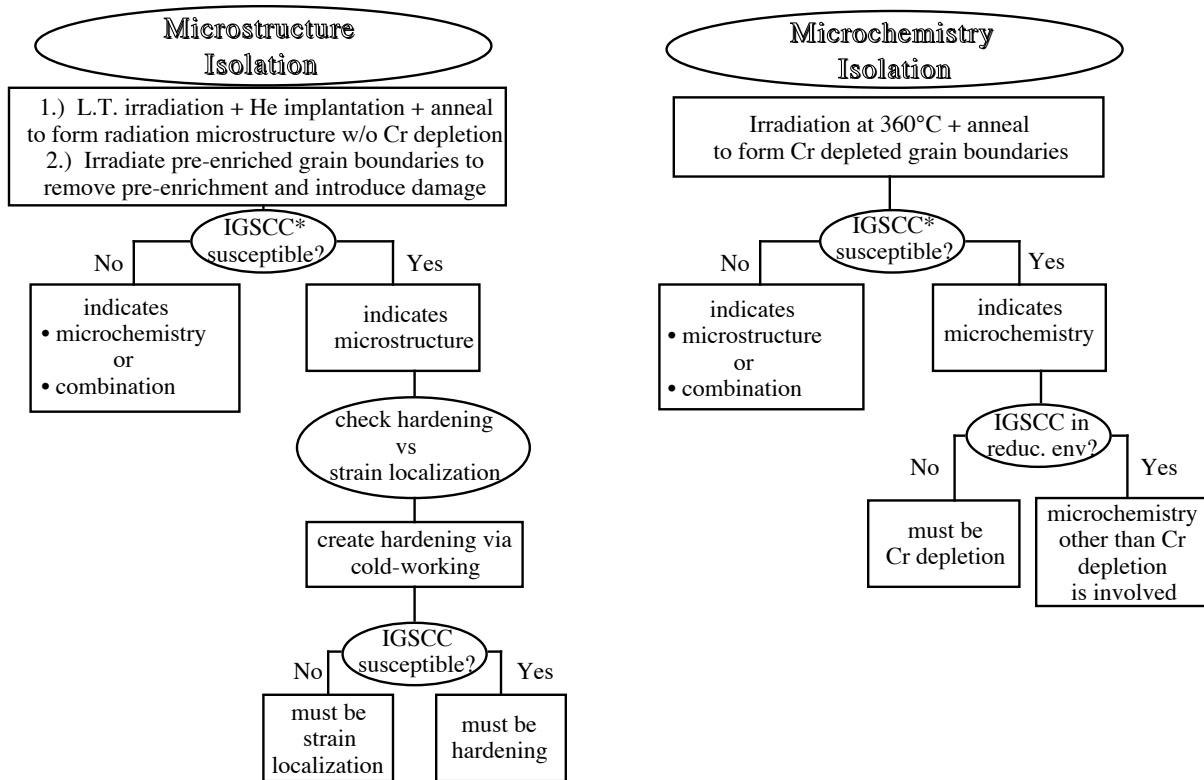 Microstructure
Isolation
1.) L.T. irradiation + He implantation + anneal
to form radiation microstructure w/o Cr depletion
2.) Irradiate pre-enriched grain boundaries to
remove pre-enrichment and introduce damage
IGSCC*
susceptible?
No
Yes
indicates
• microchemistry
or
• combination
indicates
microstructure
check hardening
vs
strain localization
create hardening via
cold-working
IGSCC
susceptible?
No
Yes
must be
strain
localization
must be
hardening
Microchemistry
Isolation
Irradiation at 360°C + anneal
to form Cr depleted grain boundaries
IGSCC*
susceptible?
No
Yes
indicates
• microstructure
or
• combination
indicates
microchemistry
IGSCC in
reduc. env?
No
Yes
must be
Cr depletion
microchemistry
other than Cr
depletion
is involved